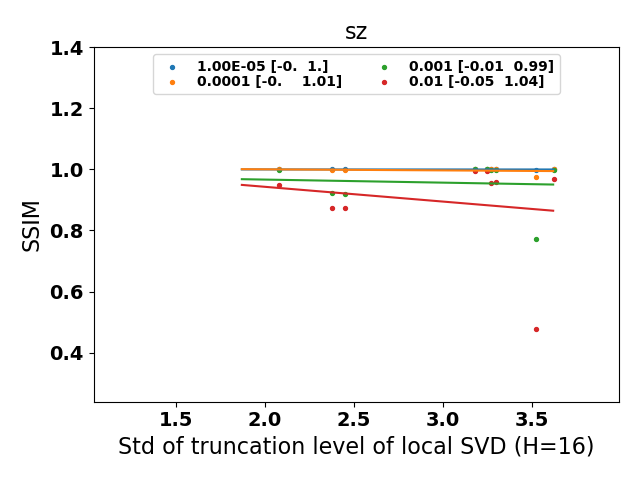 sz
1.00E-05 [-0. 1.]
0.0001 [-0. 1.01]
0.001 [-0.01 0.99]
0.01 [-0.05 1.04]
1.4
1.2
1.0
0.8
0.6
0.4
SSIM
1.5 2.0 2.5 3.0 3.5
Std of truncation level of local SVD (H=16)